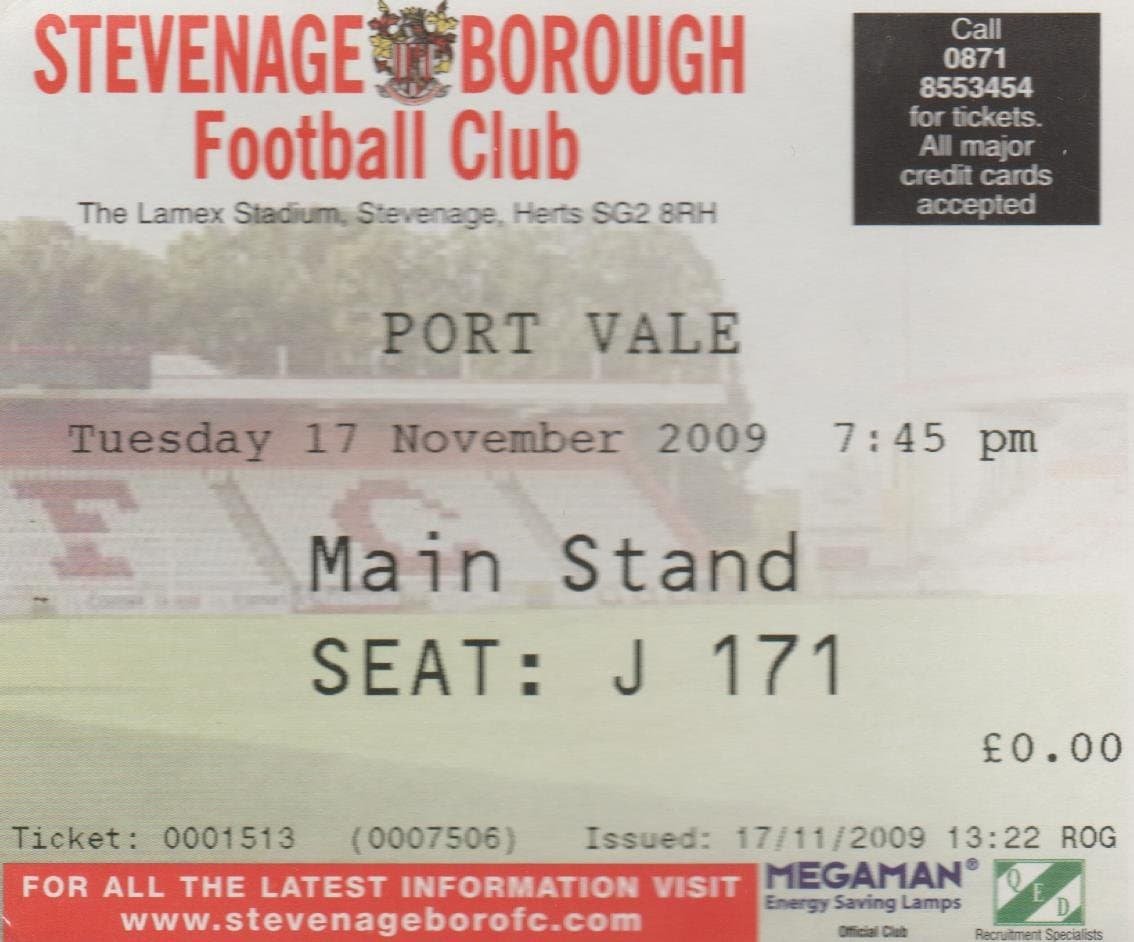 STEVENAGE BOROUGH
Football Club
The Lamex Stadium, Stevenage, Herts SG2 8RH
Call
0871
8553454
for tickets.
All major
credit cards
accepted
PORT VALE
Tuesday 17 November 2009 7:45 pm
F C
Main Stand
SEAT: J 171
£0.00
Ticket: 0001513 (0007506) Issued: 17/11/2009 13:22 ROG
FOR ALL THE LATEST INFORMATION VISIT
www.stevenageborofc.com
MEGAMAN®
Energy Saving Lamps
Official Club
QED
Recruitment Specialists